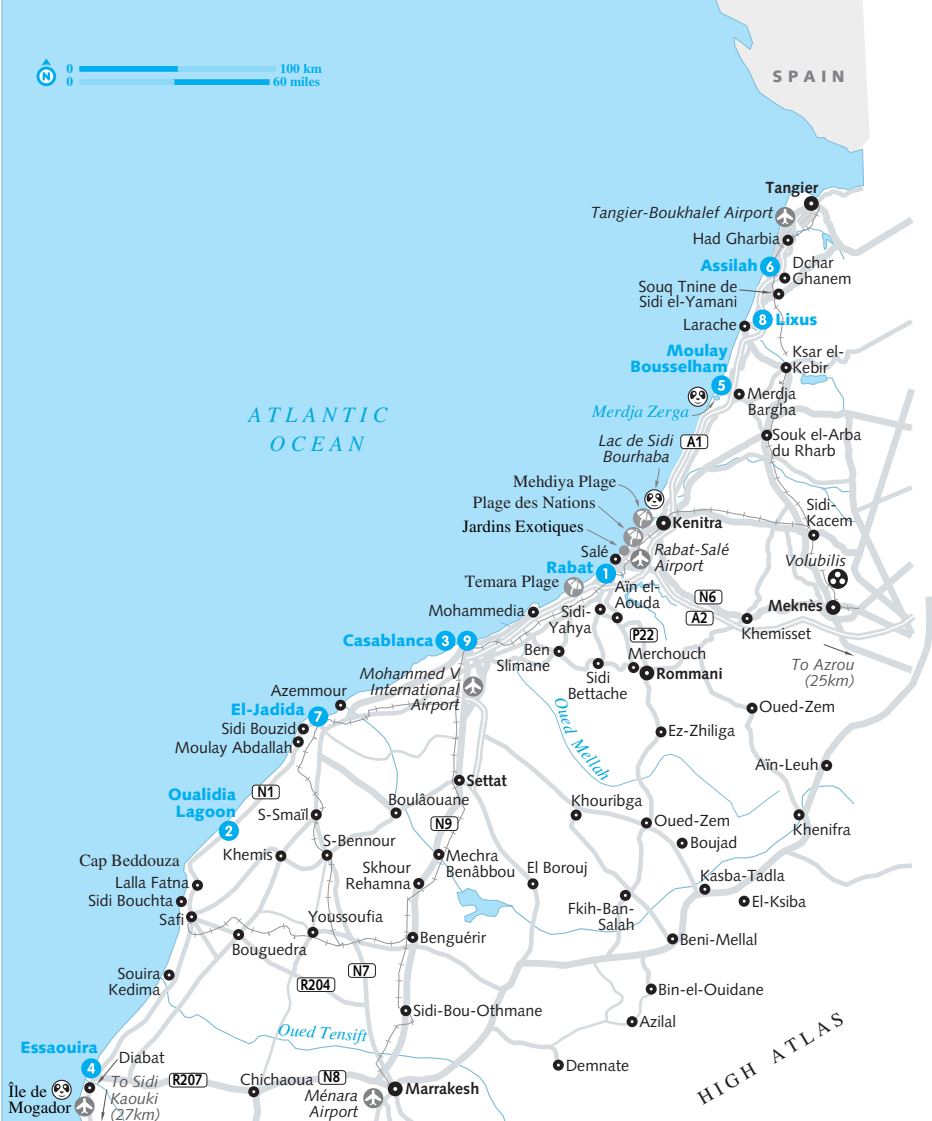 N
0 100 km
0 60 miles
SPAIN
Tangier
Tangier-Boukhalef Airport
Had Gharbia
Assilah
6
Dchar
Ghanem
Souq Tnine de
Sidi el-Yamani
Larache
8
Lixus
Moulay
Bousselham
5
Ksar el-
Kebir
Merdja Zerga
Merdja
Bargha
ATLANTIC
OCEAN
Lac de Sidi
Bourhaba
A1
Souk el-Arba
du Rharb
Mehdiya Plage
Plage des Nations
Jardins Exotiques
Kenitra
Sidi-
Kacem
Salé
Rabat-Salé
Airport
Volubilis
Rabat
1
Temara Plage
Aïn el-
Aouda
N6
A2
Meknès
Mohammedia
Sidi-
Yahya
P22
Khemisset
Casablanca
3
9
Ben
Slimane
Merchouch
Sidi
Bettache
Rommani
To Azrou
(25km)
Mohammed V
International
Airport
Azemmour
El-Jadida
7
Sidi Bouzid
Moulay Abdallah
Oued Mellah
Oued-Zem
Ez-Zhiliga
Aïn-Leuh
Settat
Oualidia
Lagoon
2
N1
S-Smaïl
Boulâouane
N9
Khouribga
Oued-Zem
Khenifra
Boujad
Cap Beddouza
Khemis
S-Bennour
Mechra
Benâbbou
Skhour
Rehamna
El Borouj
Kasba-Tadla
El-Ksiba
Lalla Fatna
Sidi Bouchta
Safi
Fkih-Ban-
Salah
Youssoufia
Bouguedra
Benguérir
Beni-Mellal
Souira
Kedima
N7
R204
Bin-el-Ouidane
Sidi-Bou-Othmane
Azilal
Oued Tensift
HIGH ATLAS
Essaouira
4
Diabat
Demnate
Île de
Mogador
To Sidi
Kaouki
(27km)
R207
Chichaoua
N8
Ménara
Airport
Marrakesh